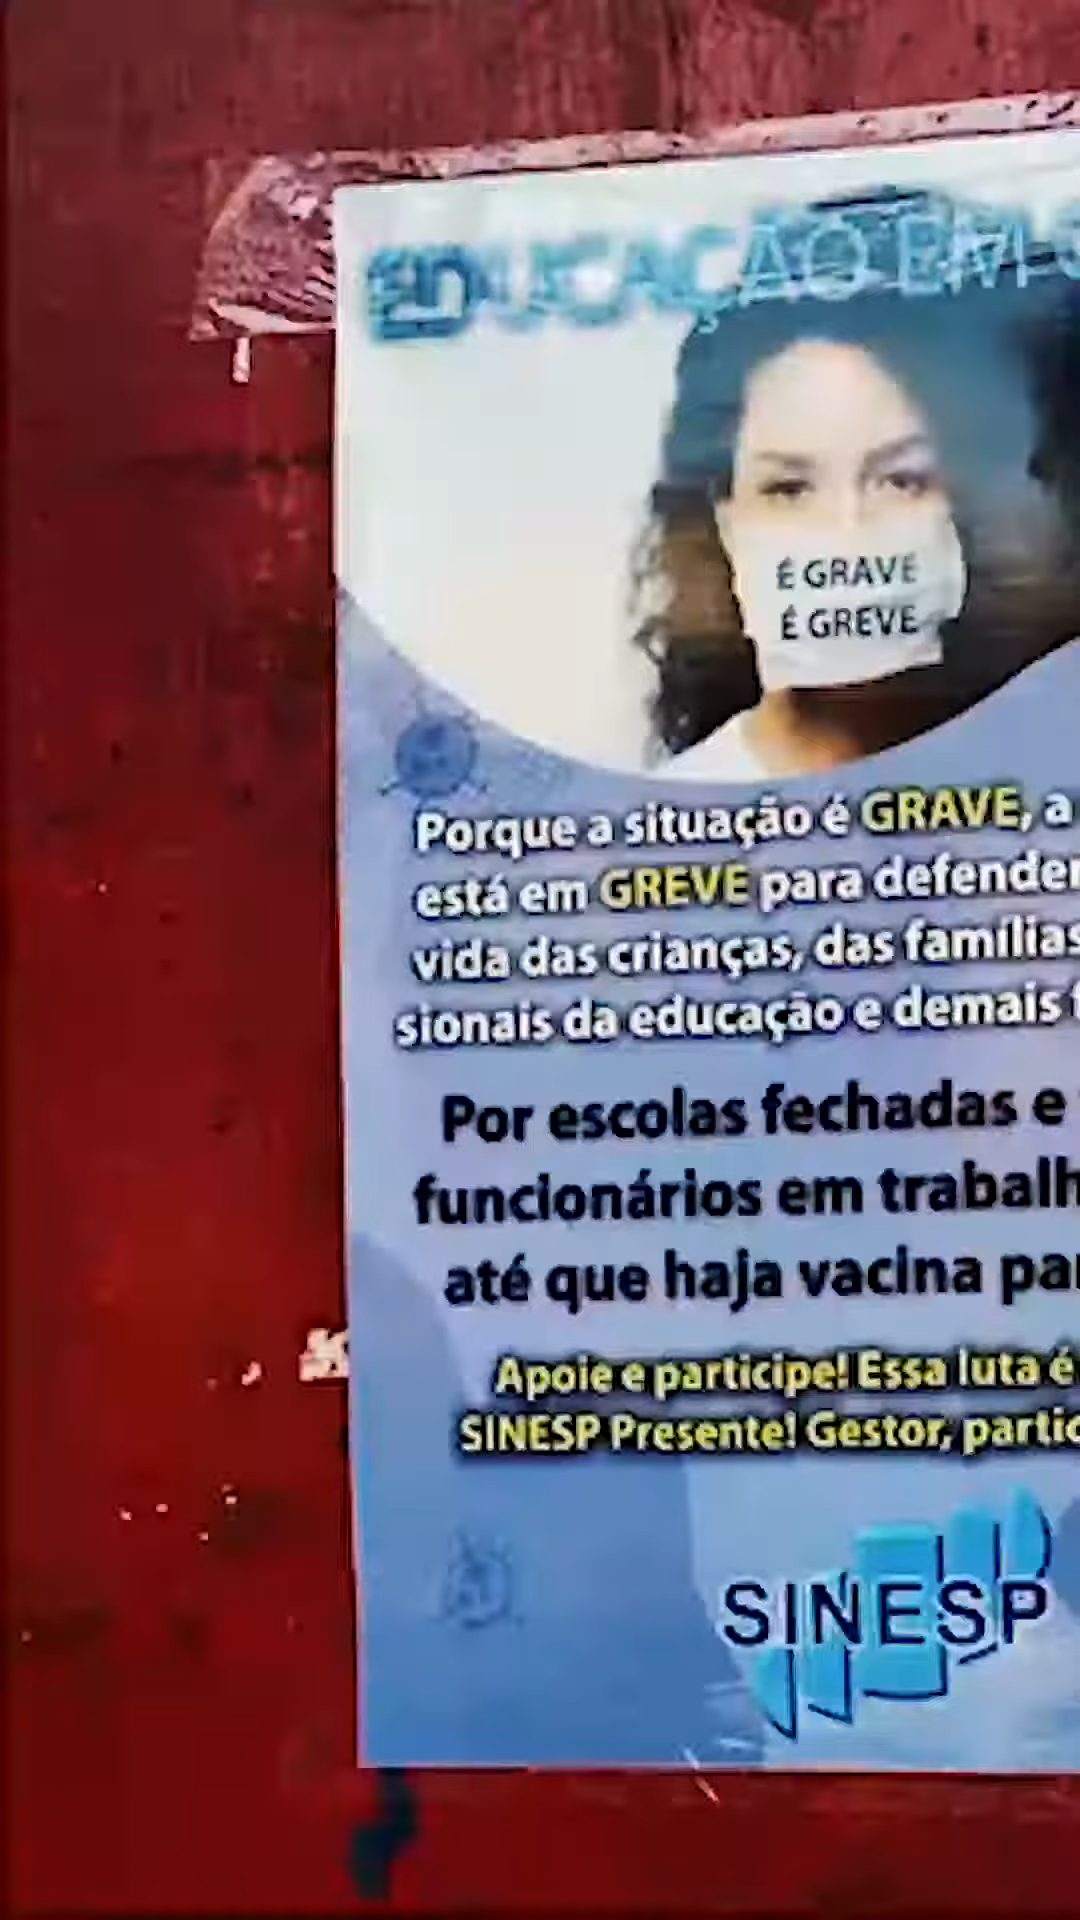 EDUCAÇÃO EM
É GRAVE
É GREVE
Porque a situação é GRAVE, a
está em GREVE para defender
vida das crianças, das famílias
sionais da educação e demais
Por escolas fechadas e
funcionários em trabalh
até que haja vacina par
Apoie e participe! Essa luta é
SINESP Presente! Gestor, partic
SINESP